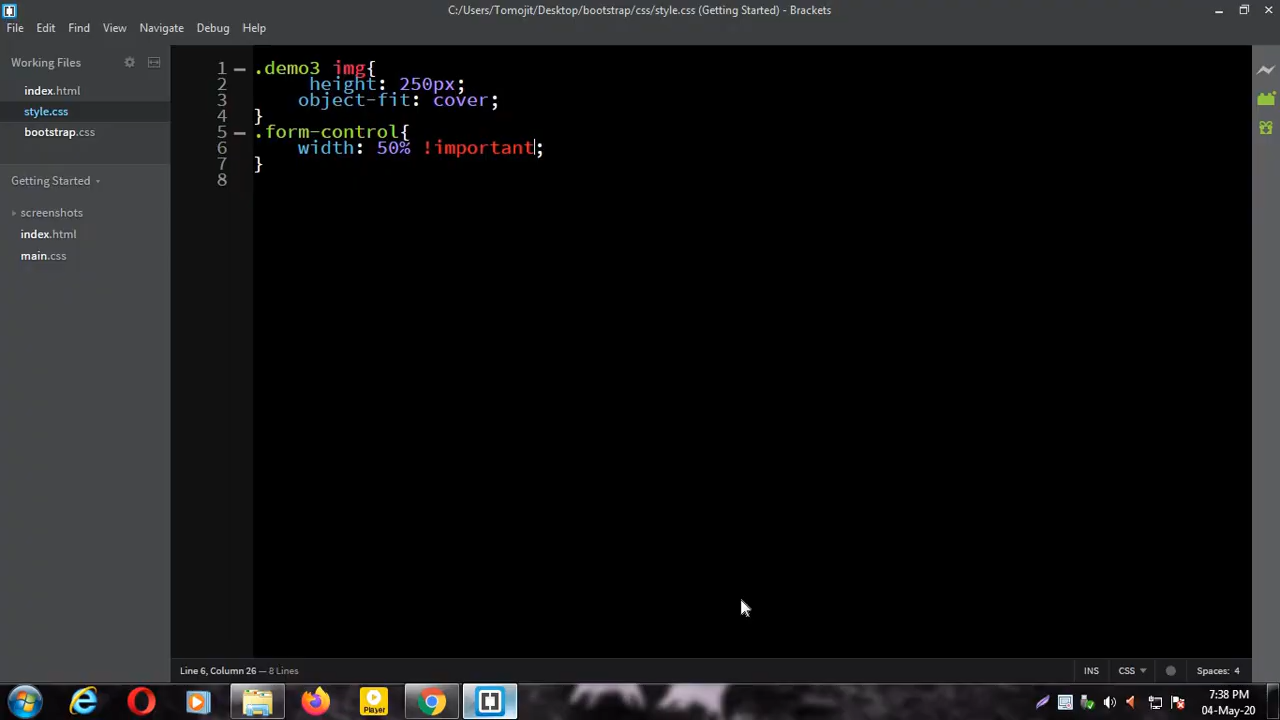 C:/Users/Tomojit/Desktop/bootstrap/css/style.css (Getting Started) - Brackets
File Edit Find View Navigate Debug Help
Working Files
index.html
style.css
bootstrap.css
Getting Started
screenshots
index.html
main.css
1 .demo3 img{
2 height: 250px;
3 object-fit: cover;
4 }
5 .form-control{
6 width: 50% !important;
7 }
8
Line 6, Column 26 — 8 Lines
INS CSS Spaces: 4
Player
7:38 PM
04-May-20